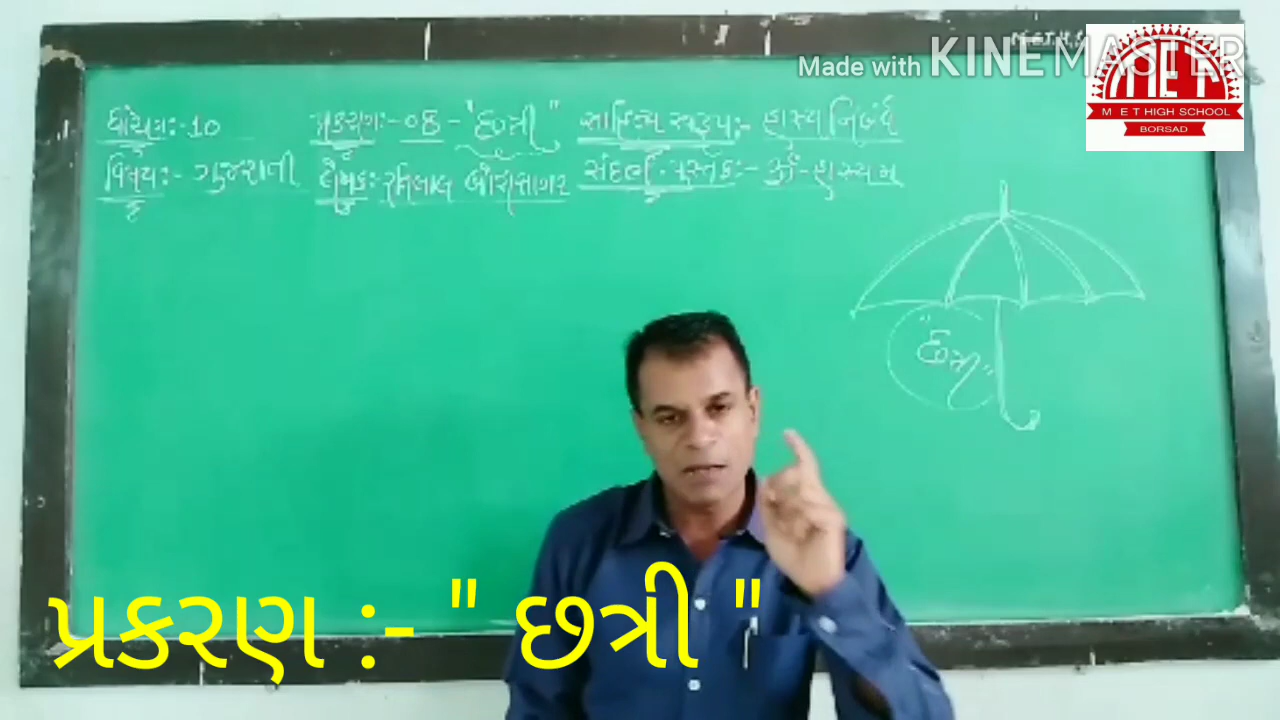 ધોરણ:-10 પ્રકરણ:-08-"છત્રી" સાહિત્ય સ્વરૂપ:- હાસ્ય નિબંધ
વિષય:- ગુજરાતી લેખક: રતિલાલ બોરીસાગર સંદર્ભ પુસ્તક:- ૐ-હાસ્યમ
Made with KINEMASTER
MET
M E T HIGH SCHOOL
BORSAD
"છત્રી"
પ્રકરણ :- " છત્રી "